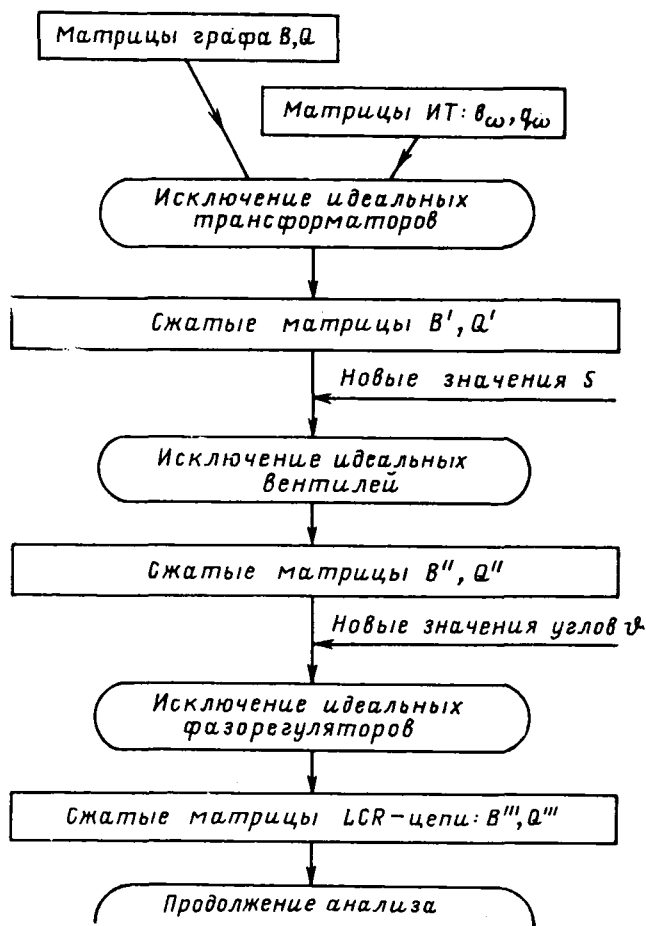 Матрицы графа B,Q
Матрицы ИТ: вω, qω
Исключение идеальных
трансформаторов
Сжатые матрицы B', Q'
Новые значения S
Исключение идеальных
вентилей
Сжатые матрицы B'', Q''
Новые значения углов ϑ
Исключение идеальных
фазорегуляторов
Сжатые матрицы LCR-цепи: B''', Q'''
Продолжение анализа